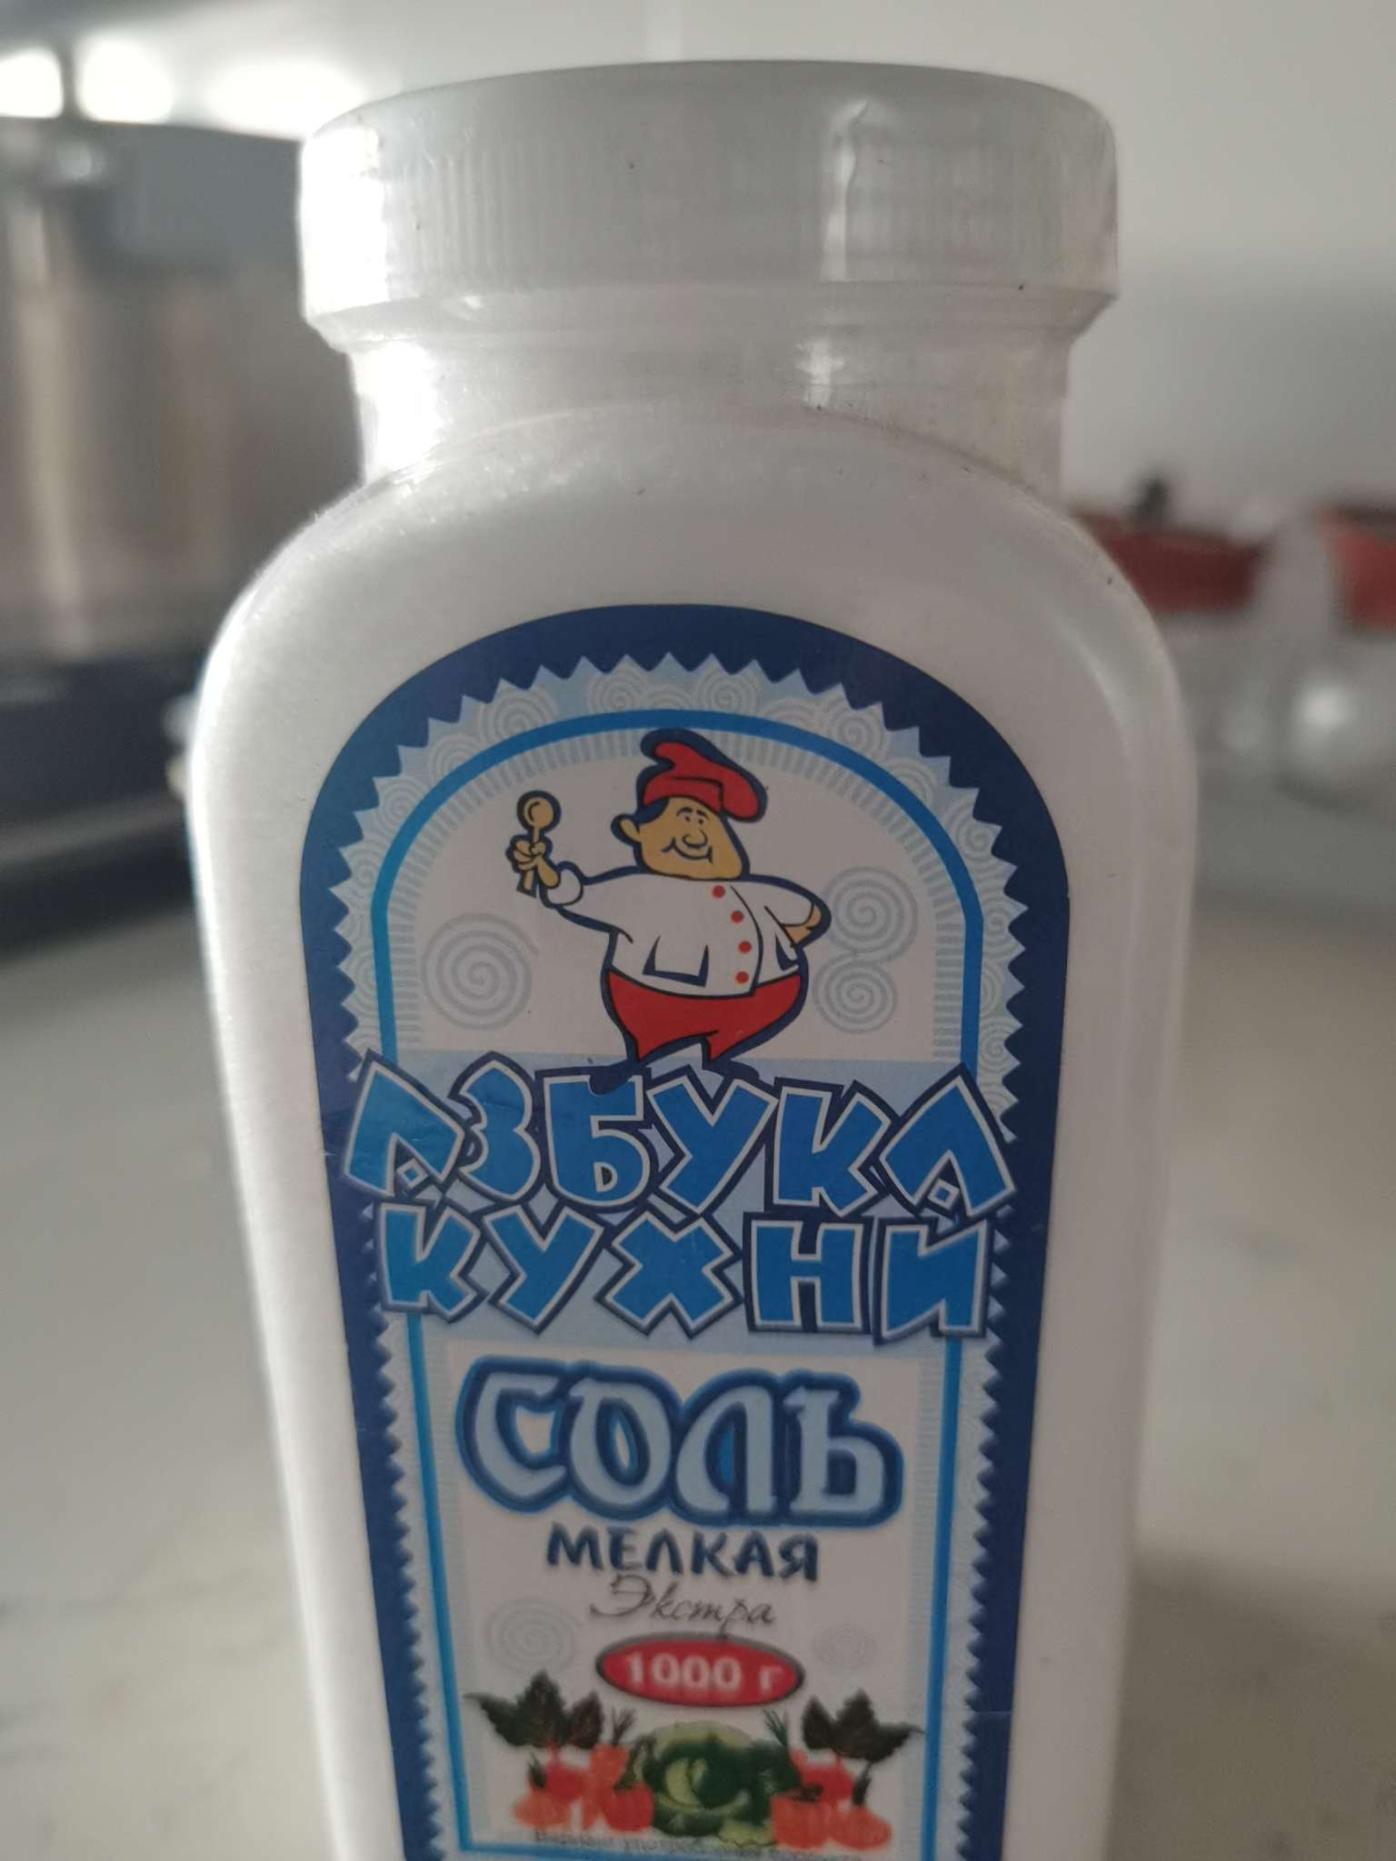 АЗБУКА
КУХНИ
СОЛЬ
МЕЛКАЯ
Экстра
1000 г